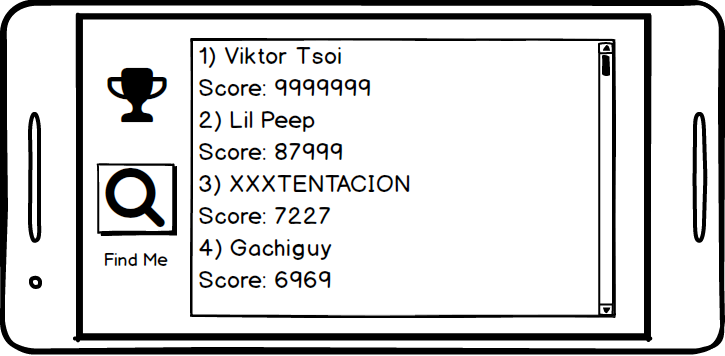 1) Viktor Tsoi
Score: 9999999
2) Lil Peep
Score: 87999
3) XXXTENTACION
Score: 7227
4) Gachiguy
Score: 6969
Find Me